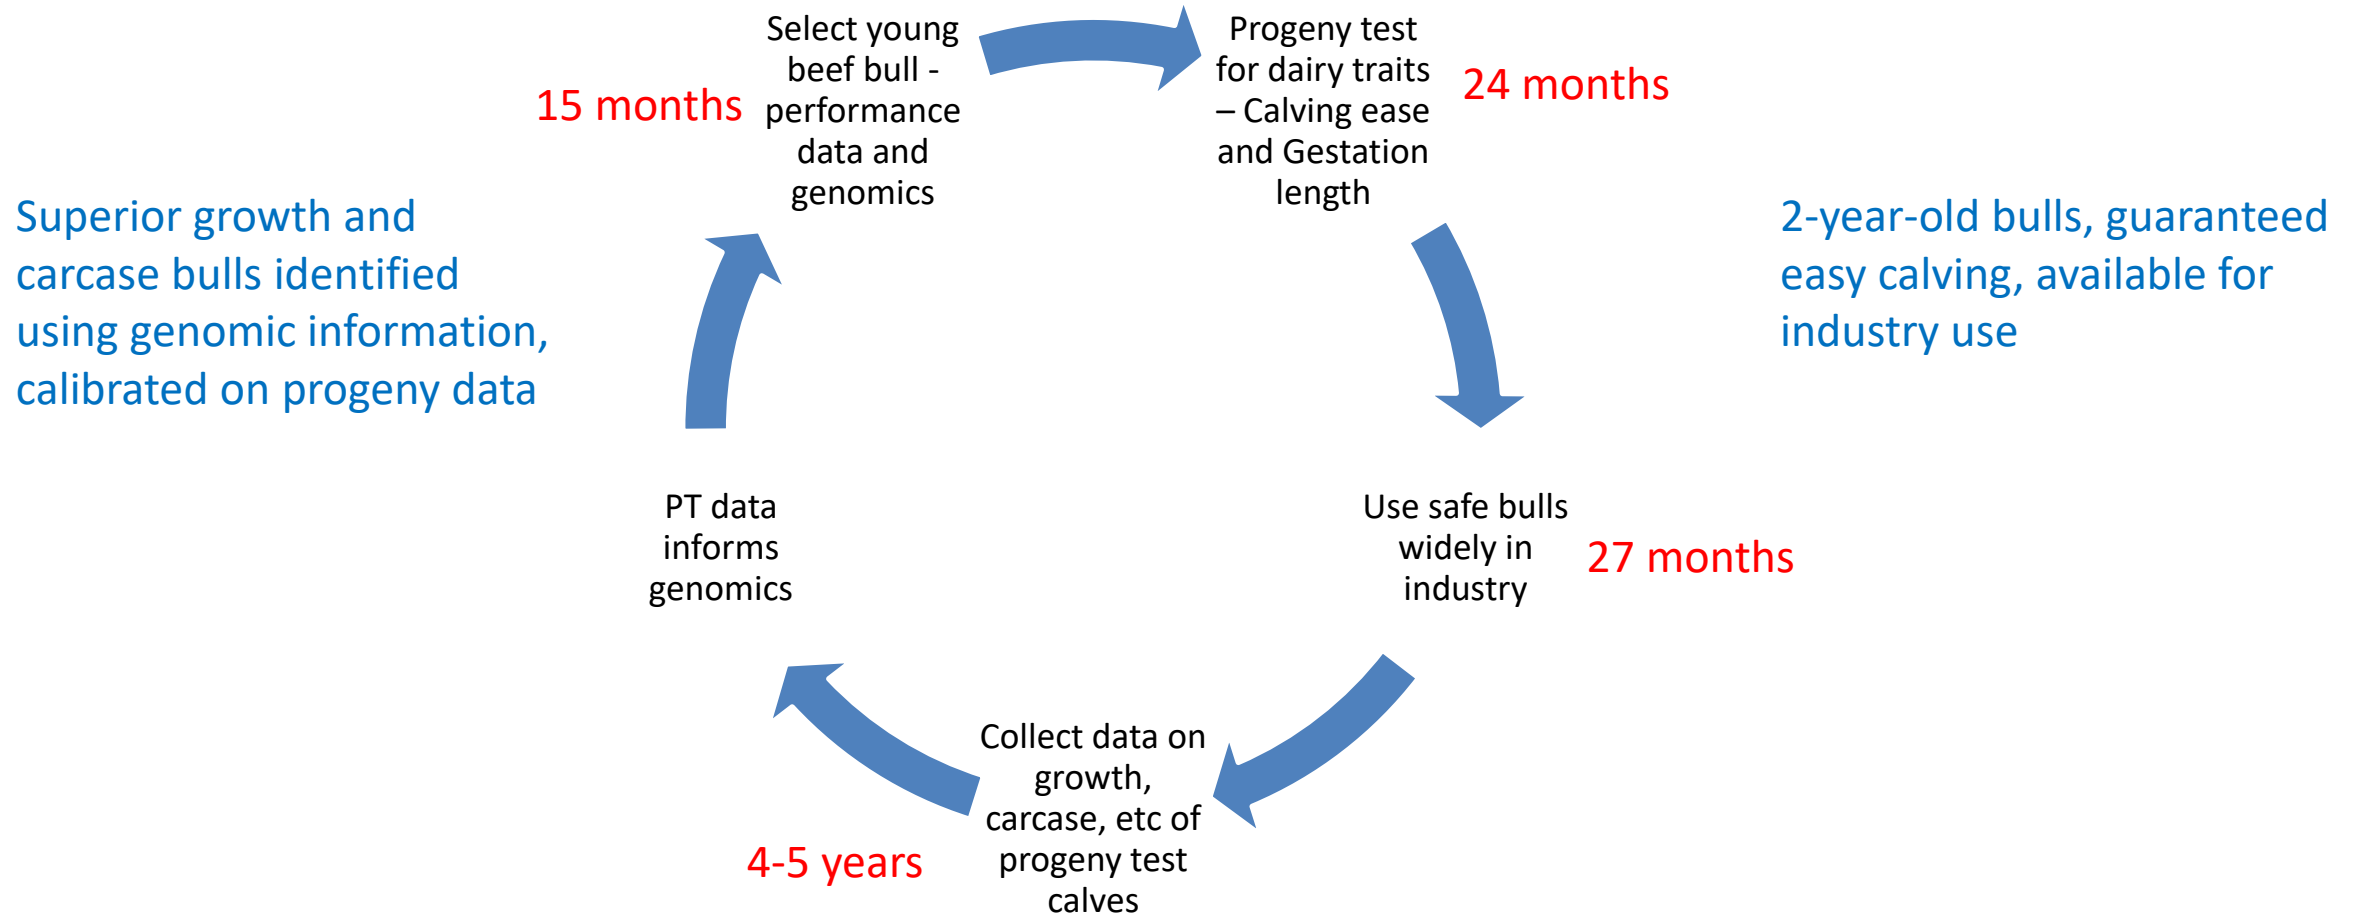 Select young
beef bull -
performance
data and
genomics
15 months
Progeny test
for dairy traits
– Calving ease
and Gestation
length
24 months
Superior growth and
carcase bulls identified
using genomic information,
calibrated on progeny data
2-year-old bulls, guaranteed
easy calving, available for
industry use
Use safe bulls
widely in
industry
27 months
Collect data on
growth,
carcase, etc of
progeny test
calves
4-5 years
PT data
informs
genomics